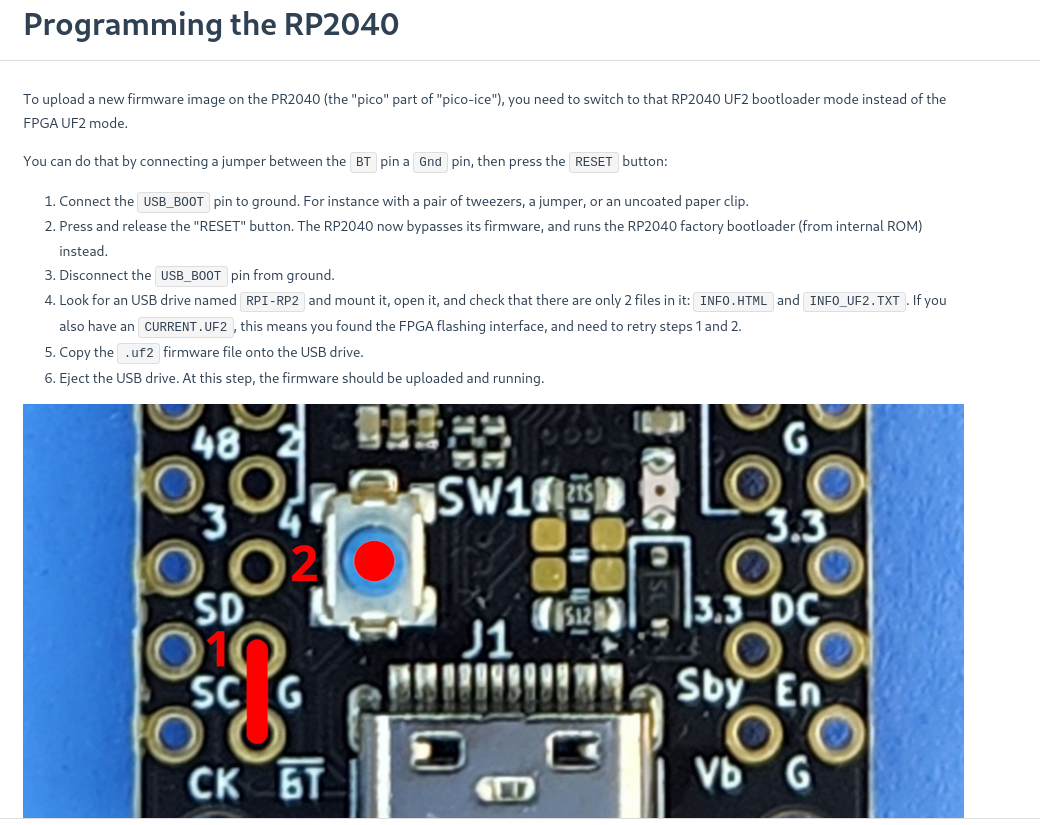 Programming the RP2040
To upload a new firmware image on the PR2040 (the "pico" part of "pico-ice"), you need to switch to that RP2040 UF2 bootloader mode instead of the
FPGA UF2 mode.
You can do that by connecting a jumper between the BT pin a Gnd pin, then press the RESET button:
1. Connect the USB_BOOT pin to ground. For instance with a pair of tweezers, a jumper, or an uncoated paper clip.
2. Press and release the "RESET" button. The RP2040 now bypasses its firmware, and runs the RP2040 factory bootloader (from internal ROM)
instead.
3. Disconnect the USB_BOOT pin from ground.
4. Look for an USB drive named RPI-RP2 and mount it, open it, and check that there are only 2 files in it: INFO.HTML and INFO_UF2.TXT. If you
also have an CURRENT.UF2, this means you found the FPGA flashing interface, and need to retry steps 1 and 2.
5. Copy the .uf2 firmware file onto the USB drive.
6. Eject the USB drive. At this step, the firmware should be uploaded and running.
48 2 G
SW1 512
3 4 3.3
2
SD 512 3.3 DC
1 J1
SC G Sby En
CK BT Vb G